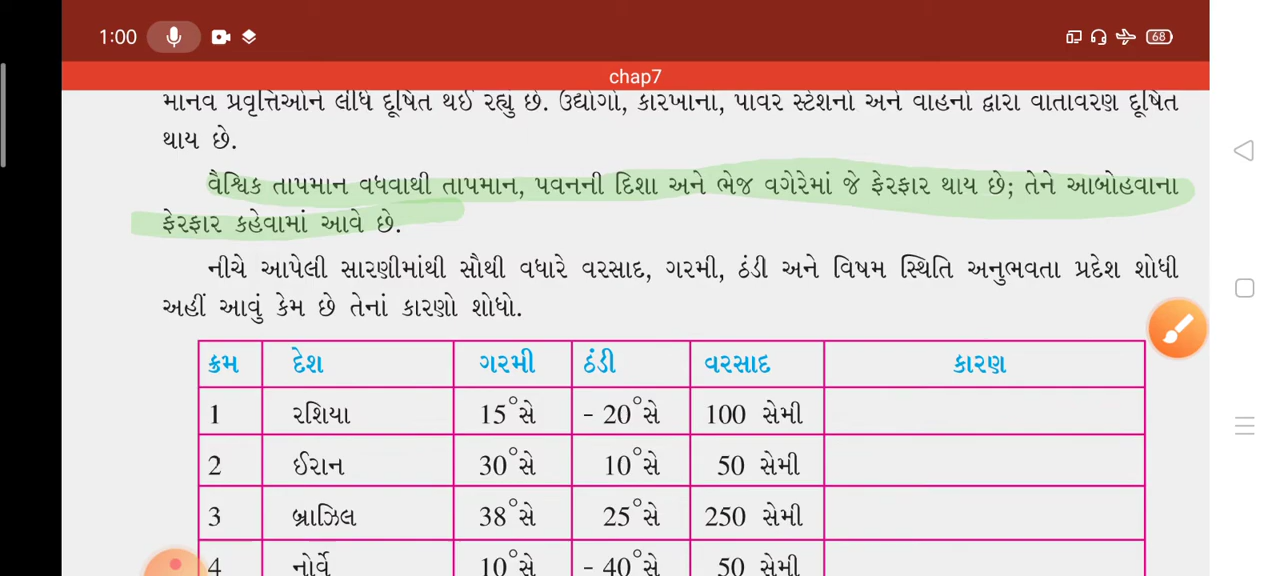 1:00
68
chap7
માનવ પ્રવૃત્તિઓને લીધે દૂષિત થઈ રહ્યું છે. ઉદ્યોગો, કારખાના, પાવર સ્ટેશનો અને વાહનો દ્વારા વાતાવરણ દૂષિત
થાય છે.
વૈશ્વિક તાપમાન વધવાથી તાપમાન, પવનની દિશા અને ભેજ વગેરેમાં જે ફેરફાર થાય છે; તેને આબોહવાના
ફેરફાર કહેવામાં આવે છે.
નીચે આપેલી સારણીમાંથી સૌથી વધારે વરસાદ, ગરમી, ઠંડી અને વિષમ સ્થિતિ અનુભવતા પ્રદેશ શોધી
અહીં આવું કેમ છે તેનાં કારણો શોધો.
ક્રમ દેશ ગરમી ઠંડી વરસાદ કારણ
1 રશિયા 15°સે - 20°સે 100 સેમી
2 ઈરાન 30°સે 10°સે 50 સેમી
3 બ્રાઝિલ 38°સે 25°સે 250 સેમી
4 નોર્વે 10°સે - 40°સે 50 સેમી